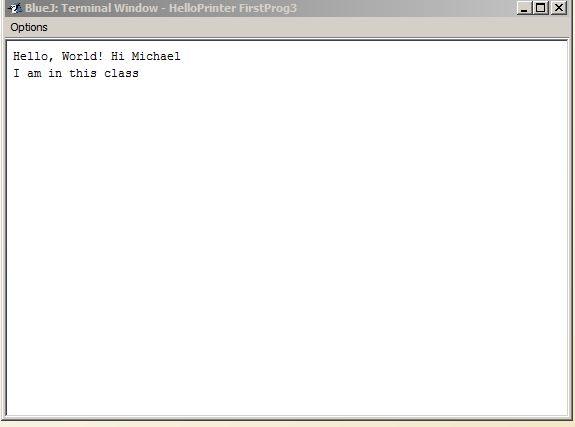 BlueJ: Terminal Window - HelloPrinter FirstProg3
Options
Hello, World! Hi Michael
I am in this class